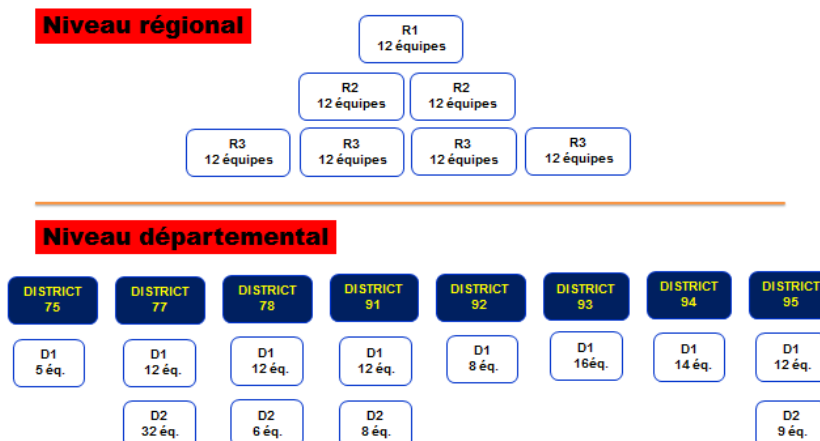 Niveau régional
R1
12 équipes
R2
12 équipes
R2
12 équipes
R3
12 équipes
R3
12 équipes
R3
12 équipes
R3
12 équipes
Niveau départemental
DISTRICT
75
DISTRICT
77
DISTRICT
78
DISTRICT
91
DISTRICT
92
DISTRICT
93
DISTRICT
94
DISTRICT
95
D1
5 éq.
D1
12 éq.
D1
12 éq.
D1
12 éq.
D1
8 éq.
D1
16éq.
D1
14 éq.
D1
12 éq.
D2
32 éq.
D2
6 éq.
D2
8 éq.
D2
9 éq.